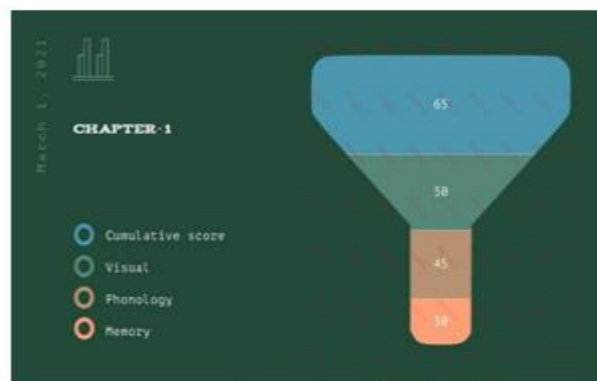 March 1, 2021
CHAPTER-1
Cumulative score
Visual
Phonology
Memory
65
50
45
30